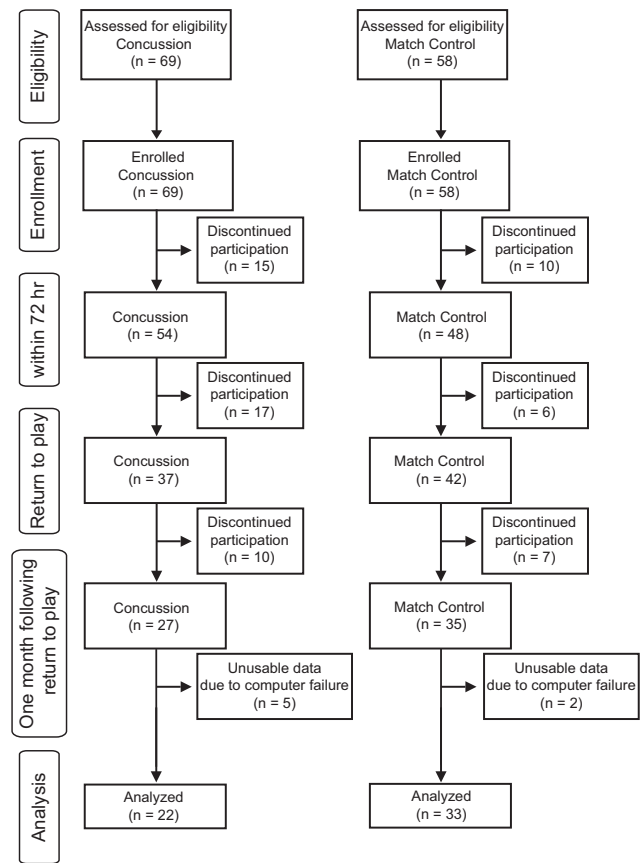 Eligibility
Assessed for eligibility
Concussion
(n = 69)
Assessed for eligibility
Match Control
(n = 58)
Enrollment
Enrolled
Concussion
(n = 69)
Enrolled
Match Control
(n = 58)
Discontinued
participation
(n = 15)
Discontinued
participation
(n = 10)
within 72 hr
Concussion
(n = 54)
Match Control
(n = 48)
Discontinued
participation
(n = 17)
Discontinued
participation
(n = 6)
Return to play
Concussion
(n = 37)
Match Control
(n = 42)
Discontinued
participation
(n = 10)
Discontinued
participation
(n = 7)
One month following
return to play
Concussion
(n = 27)
Match Control
(n = 35)
Unusable data
due to computer failure
(n = 5)
Unusable data
due to computer failure
(n = 2)
Analysis
Analyzed
(n = 22)
Analyzed
(n = 33)